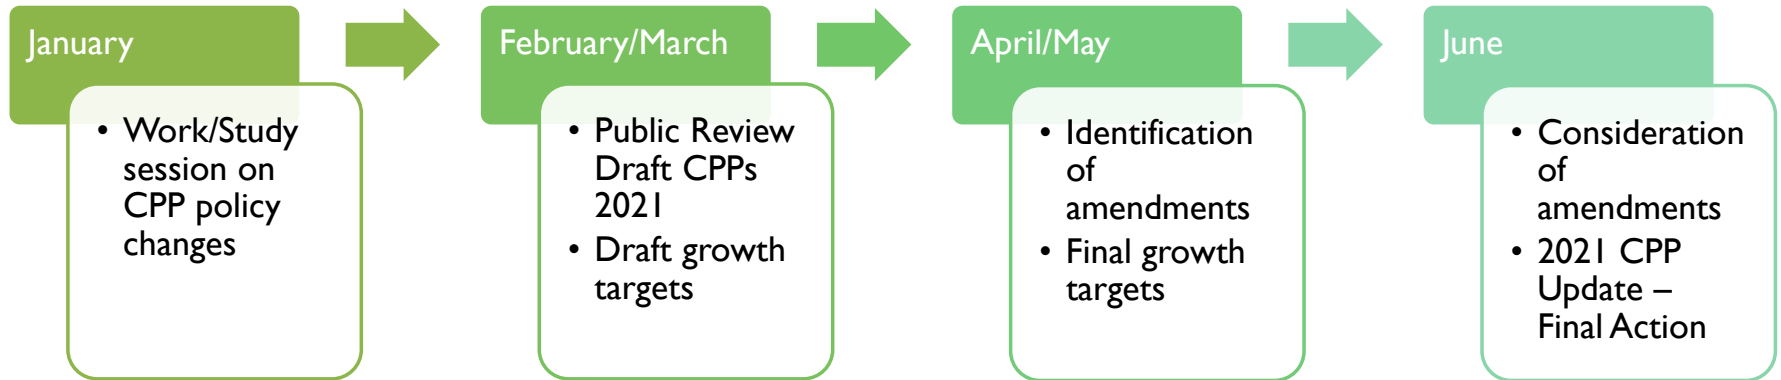 January
• Work/Study
session on
CPP policy
changes
February/March
• Public Review
Draft CPPs
2021
• Draft growth
targets
April/May
• Identification
of
amendments
• Final growth
targets
June
• Consideration
of
amendments
• 2021 CPP
Update –
Final Action